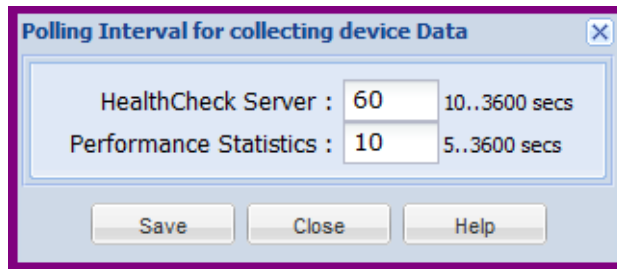 Polling Interval for collecting device Data
HealthCheck Server : 60 10..3600 secs
Performance Statistics : 10 5..3600 secs
Save Close Help